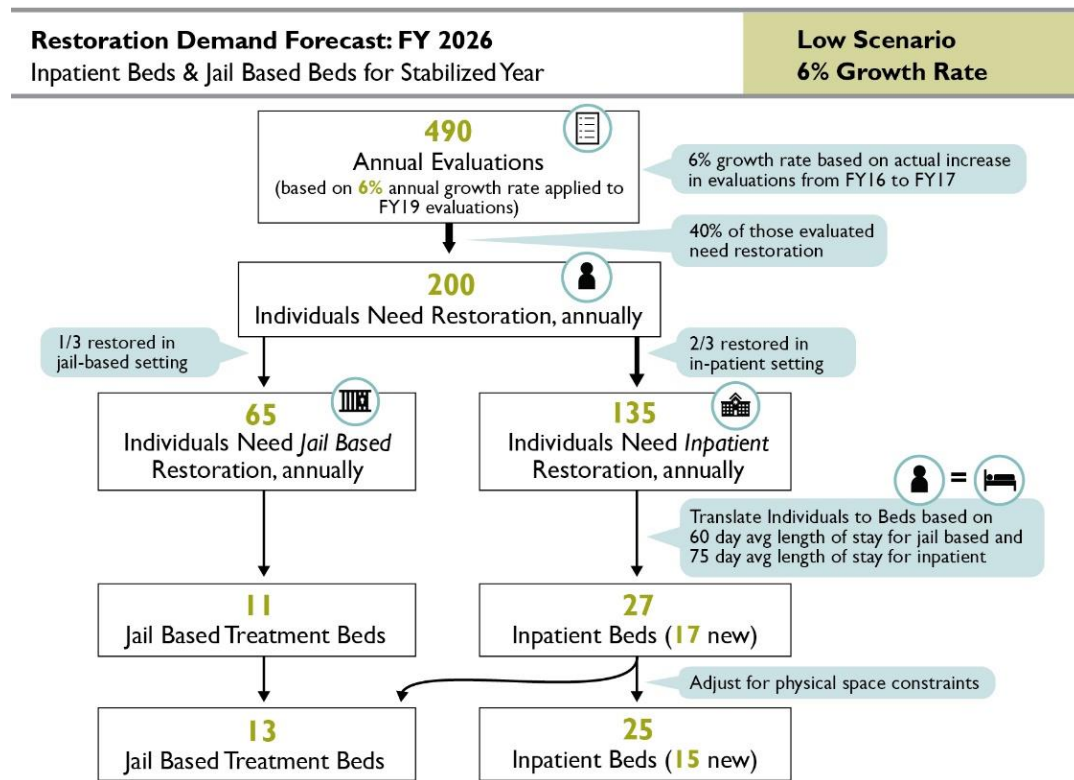 Restoration Demand Forecast: FY 2026
Inpatient Beds & Jail Based Beds for Stabilized Year
Low Scenario
6% Growth Rate
490
Annual Evaluations
(based on 6% annual growth rate applied to
FY19 evaluations)
6% growth rate based on actual increase
in evaluations from FY16 to FY17
40% of those evaluated
need restoration
200
Individuals Need Restoration, annually
1/3 restored in
jail-based setting
2/3 restored in
in-patient setting
65
Individuals Need Jail Based
Restoration, annually
135
Individuals Need Inpatient
Restoration, annually
=
Translate Individuals to Beds based on
60 day avg length of stay for jail based and
75 day avg length of stay for inpatient
11
Jail Based Treatment Beds
27
Inpatient Beds (17 new)
Adjust for physical space constraints
13
Jail Based Treatment Beds
25
Inpatient Beds (15 new)